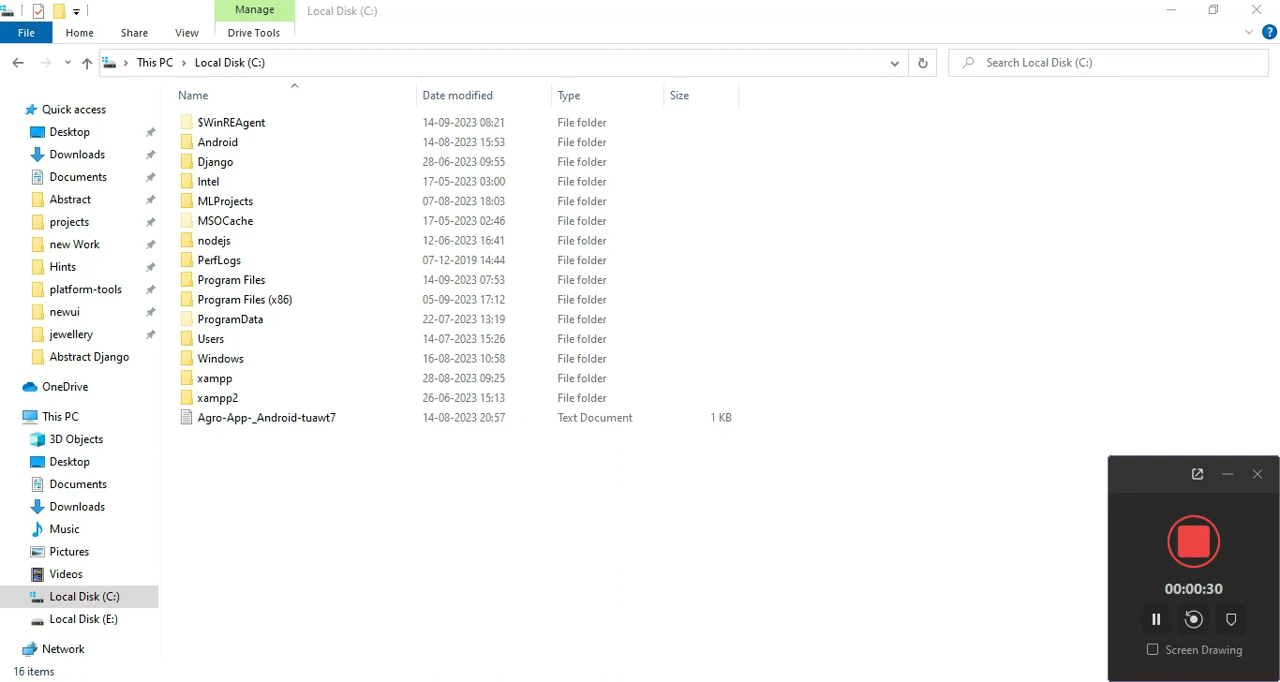 Manage Local Disk (C:)
File Home Share View Drive Tools
This PC Local Disk (C:) Search Local Disk (C:)
Name Date modified Type Size
Quick access
Desktop
Downloads
Documents
Abstract
projects
new Work
Hints
platform-tools
newui
jewellery
Abstract Django
OneDrive
This PC
3D Objects
Desktop
Documents
Downloads
Music
Pictures
Videos
Local Disk (C:)
Local Disk (E:)
Network
$WinREAgent 14-09-2023 08:21 File folder
Android 14-08-2023 15:53 File folder
Django 28-06-2023 09:55 File folder
Intel 17-05-2023 03:00 File folder
MLProjects 07-08-2023 18:03 File folder
MSOCache 17-05-2023 02:46 File folder
nodejs 12-06-2023 16:41 File folder
PerfLogs 07-12-2019 14:44 File folder
Program Files 14-09-2023 07:53 File folder
Program Files (x86) 05-09-2023 17:12 File folder
ProgramData 22-07-2023 13:19 File folder
Users 14-07-2023 15:26 File folder
Windows 16-08-2023 10:58 File folder
xampp 28-08-2023 09:25 File folder
xampp2 26-06-2023 15:13 File folder
Agro-App-_Android-tuawt7 14-08-2023 20:57 Text Document 1 KB
00:00:30
Screen Drawing
16 items